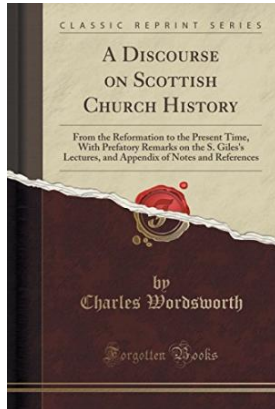 CLASSIC REPRINT SERIES
A Discourse
on Scottish
Church History
From the Reformation to the Present Time,
With Prefatory Remarks on the S. Giles's
Lectures, and Appendix of Notes and References
by
Charles Wordsworth
Forgotten Books